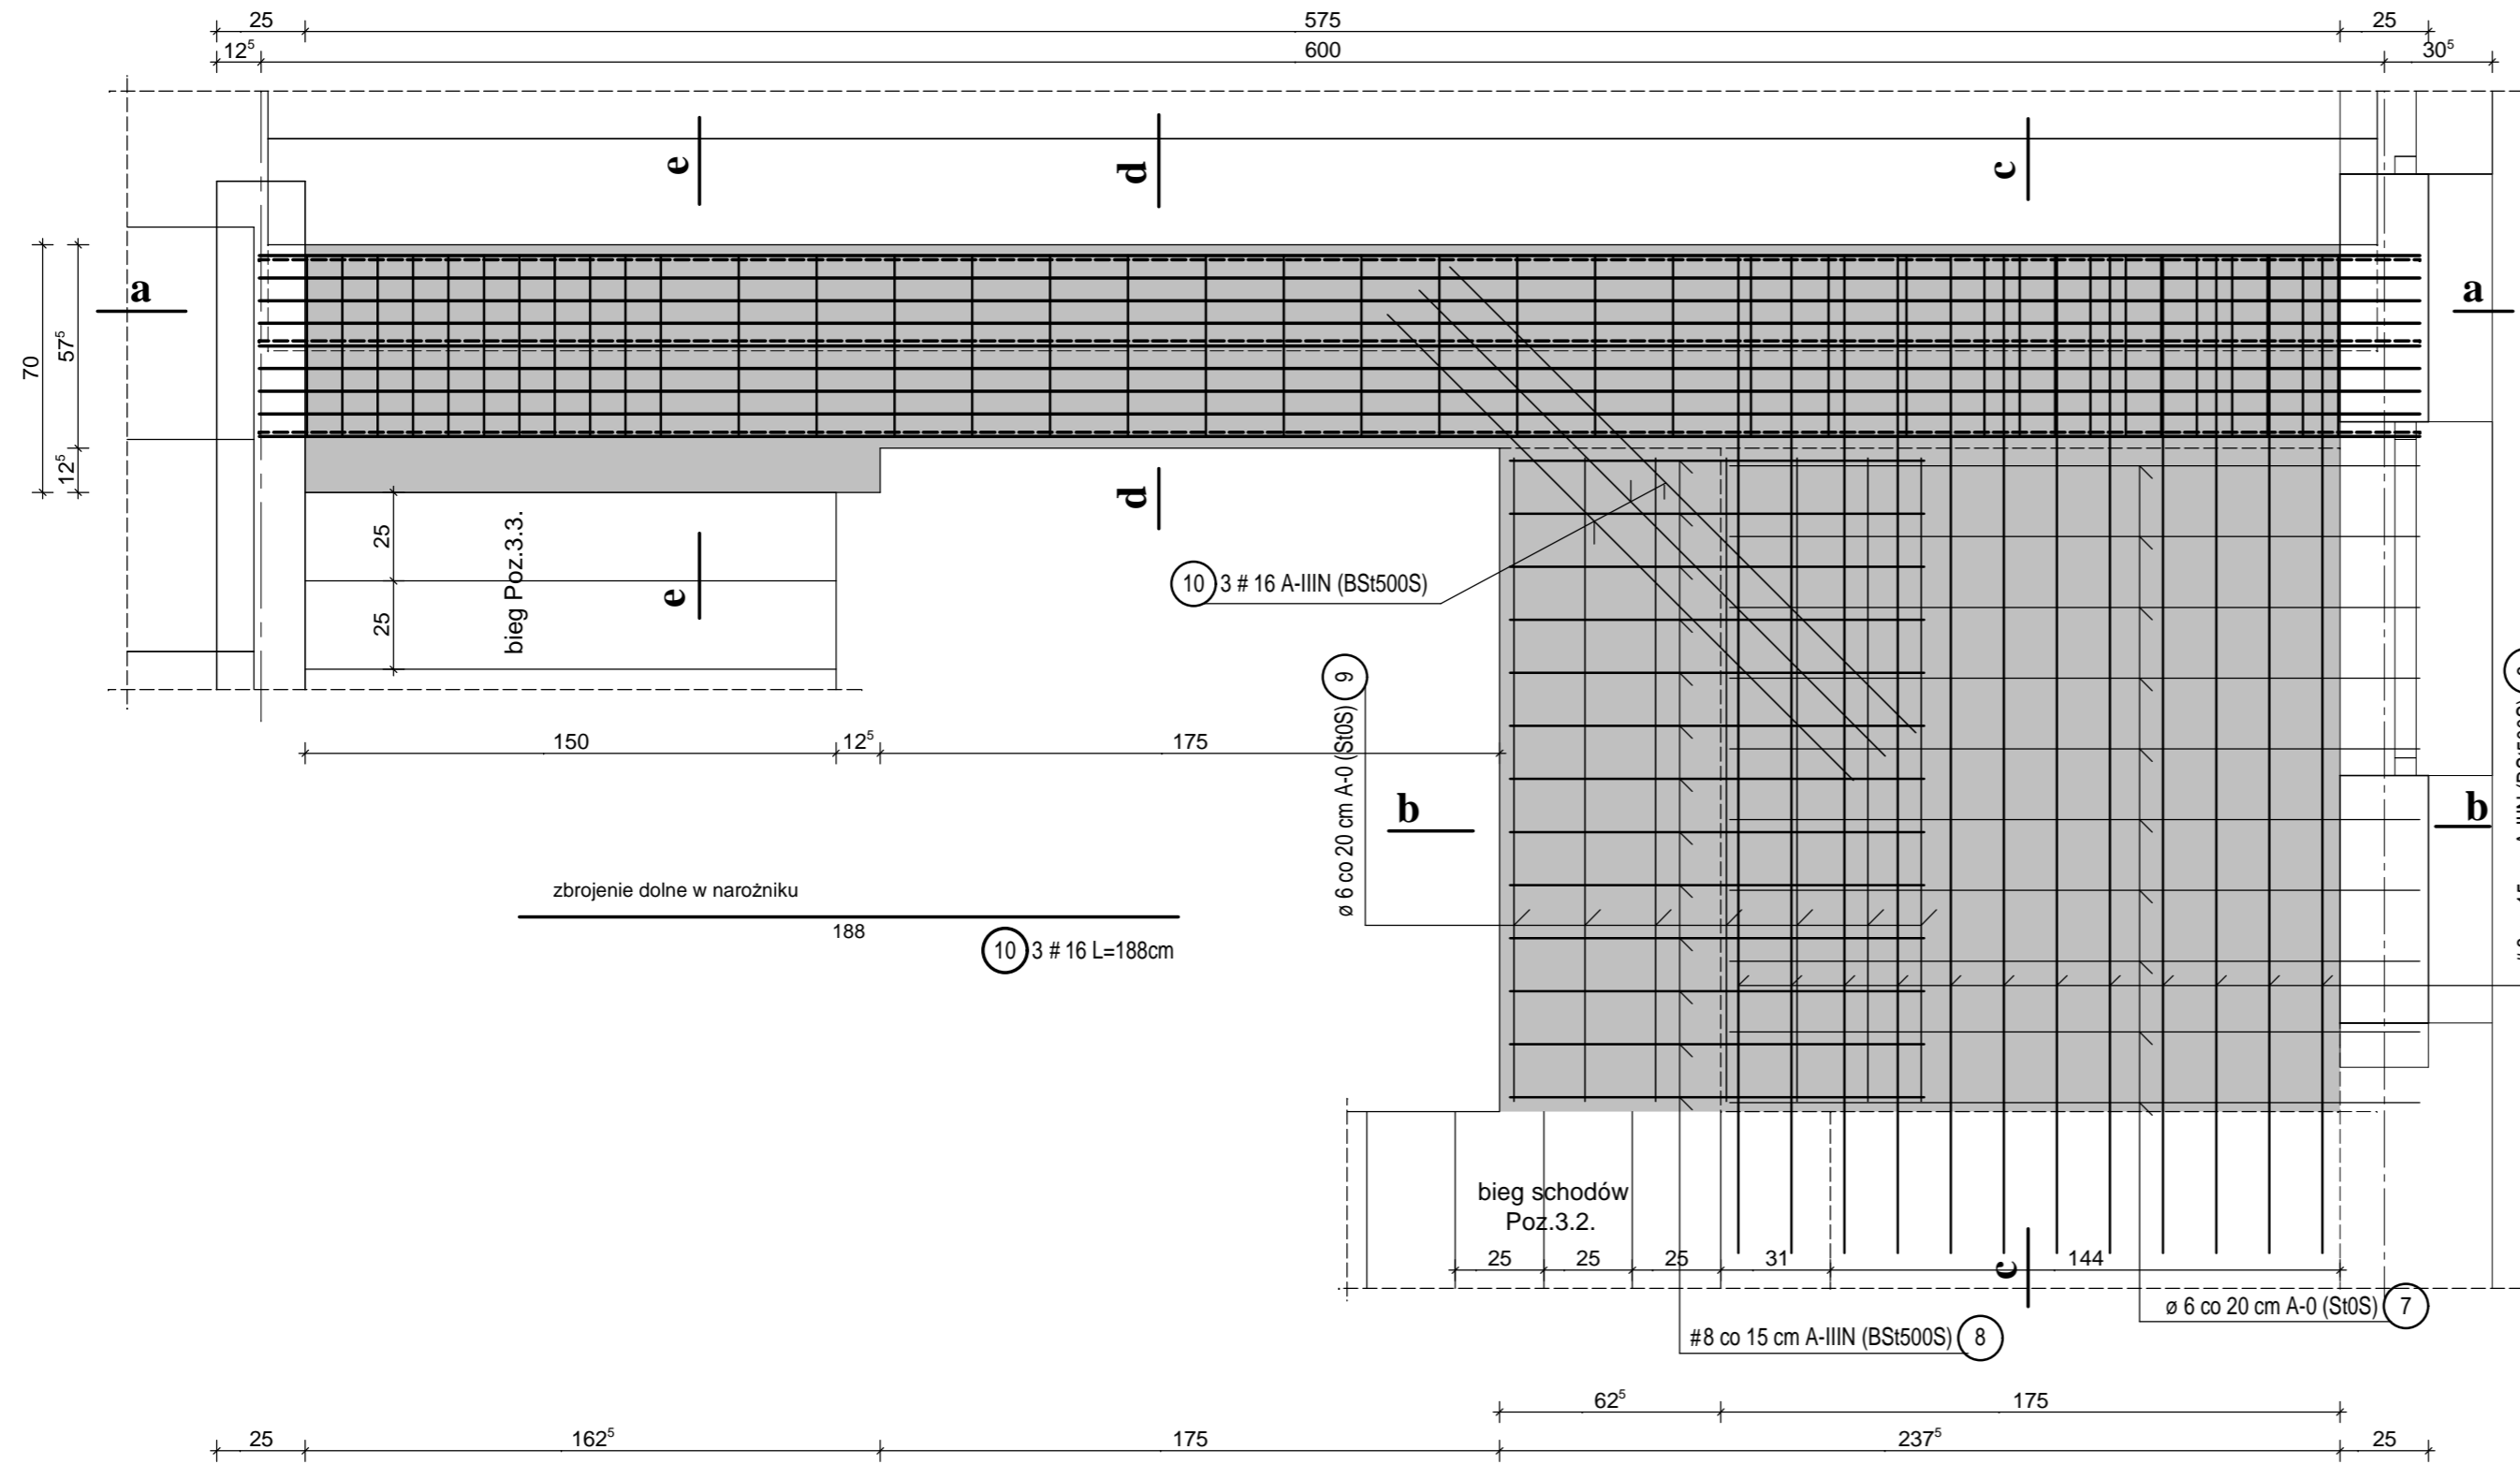 25 575 25
12⁵ 600 30⁵
e d c
a a
70 57⁵
12⁵
d
25
25
bieg Poz.3.3.
e
10 3 # 16 A-IIIN (BSt500S)
9
ø 6 co 20 cm A-0 (St0S)
150 12⁵ 175
b b
zbrojenie dolne w narożniku
188
10 3 # 16 L=188cm
bieg schodów
Poz.3.2.
25 25 25 31 144
c
ø 6 co 20 cm A-0 (St0S) 7
#8 co 15 cm A-IIIN (BSt500S) 8
62⁵ 175
25 162⁵ 175 237⁵ 25